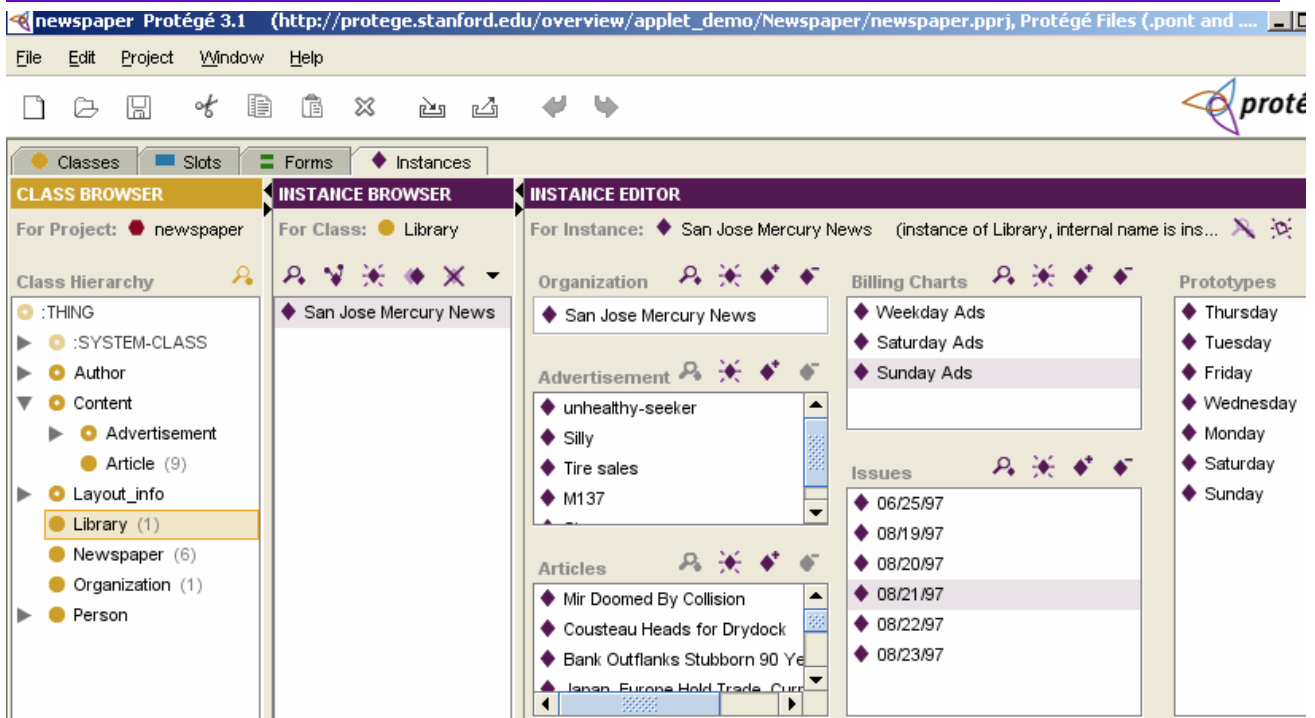 newspaper Protégé 3.1 (http://protege.stanford.edu/overview/applet_demo/Newspaper/newspaper.pprj, Protégé Files (.pont and ....
File Edit Project Window Help
proté
Classes Slots Forms Instances
CLASS BROWSER
For Project: newspaper
Class Hierarchy
:THING
:SYSTEM-CLASS
Author
Content
Advertisement
Article (9)
Layout_info
Library (1)
Newspaper (6)
Organization (1)
Person
INSTANCE BROWSER
For Class: Library
San Jose Mercury News
INSTANCE EDITOR
For Instance: San Jose Mercury News (instance of Library, internal name is ins...
Organization
San Jose Mercury News
Advertisement
unhealthy-seeker
Silly
Tire sales
M137
Articles
Mir Doomed By Collision
Cousteau Heads for Drydock
Bank Outflanks Stubborn 90 Ye
Japan, Europe Hold Trade, Curr
Billing Charts
Weekday Ads
Saturday Ads
Sunday Ads
Issues
06/25/97
08/19/97
08/20/97
08/21/97
08/22/97
08/23/97
Prototypes
Thursday
Tuesday
Friday
Wednesday
Monday
Saturday
Sunday